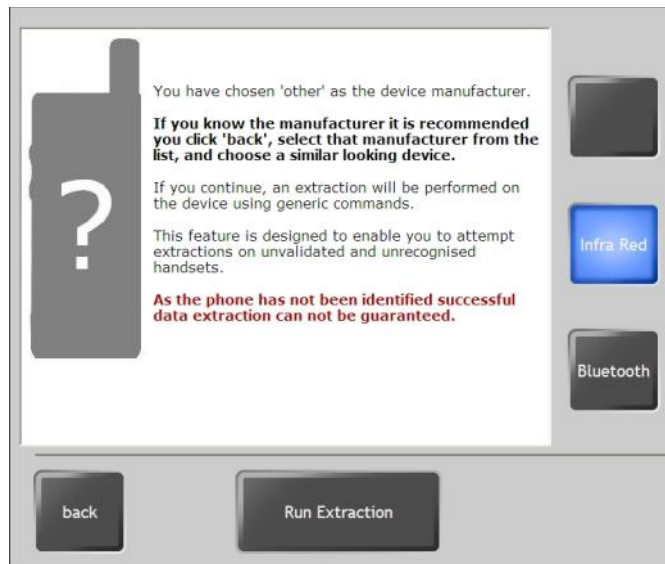 You have chosen 'other' as the device manufacturer.
If you know the manufacturer it is recommended
you click 'back', select that manufacturer from the
list, and choose a similar looking device.
If you continue, an extraction will be performed on
the device using generic commands.
This feature is designed to enable you to attempt
extractions on unvalidated and unrecognised
handsets.
As the phone has not been identified successful
data extraction can not be guaranteed.
?
Infra Red
Bluetooth
back
Run Extraction